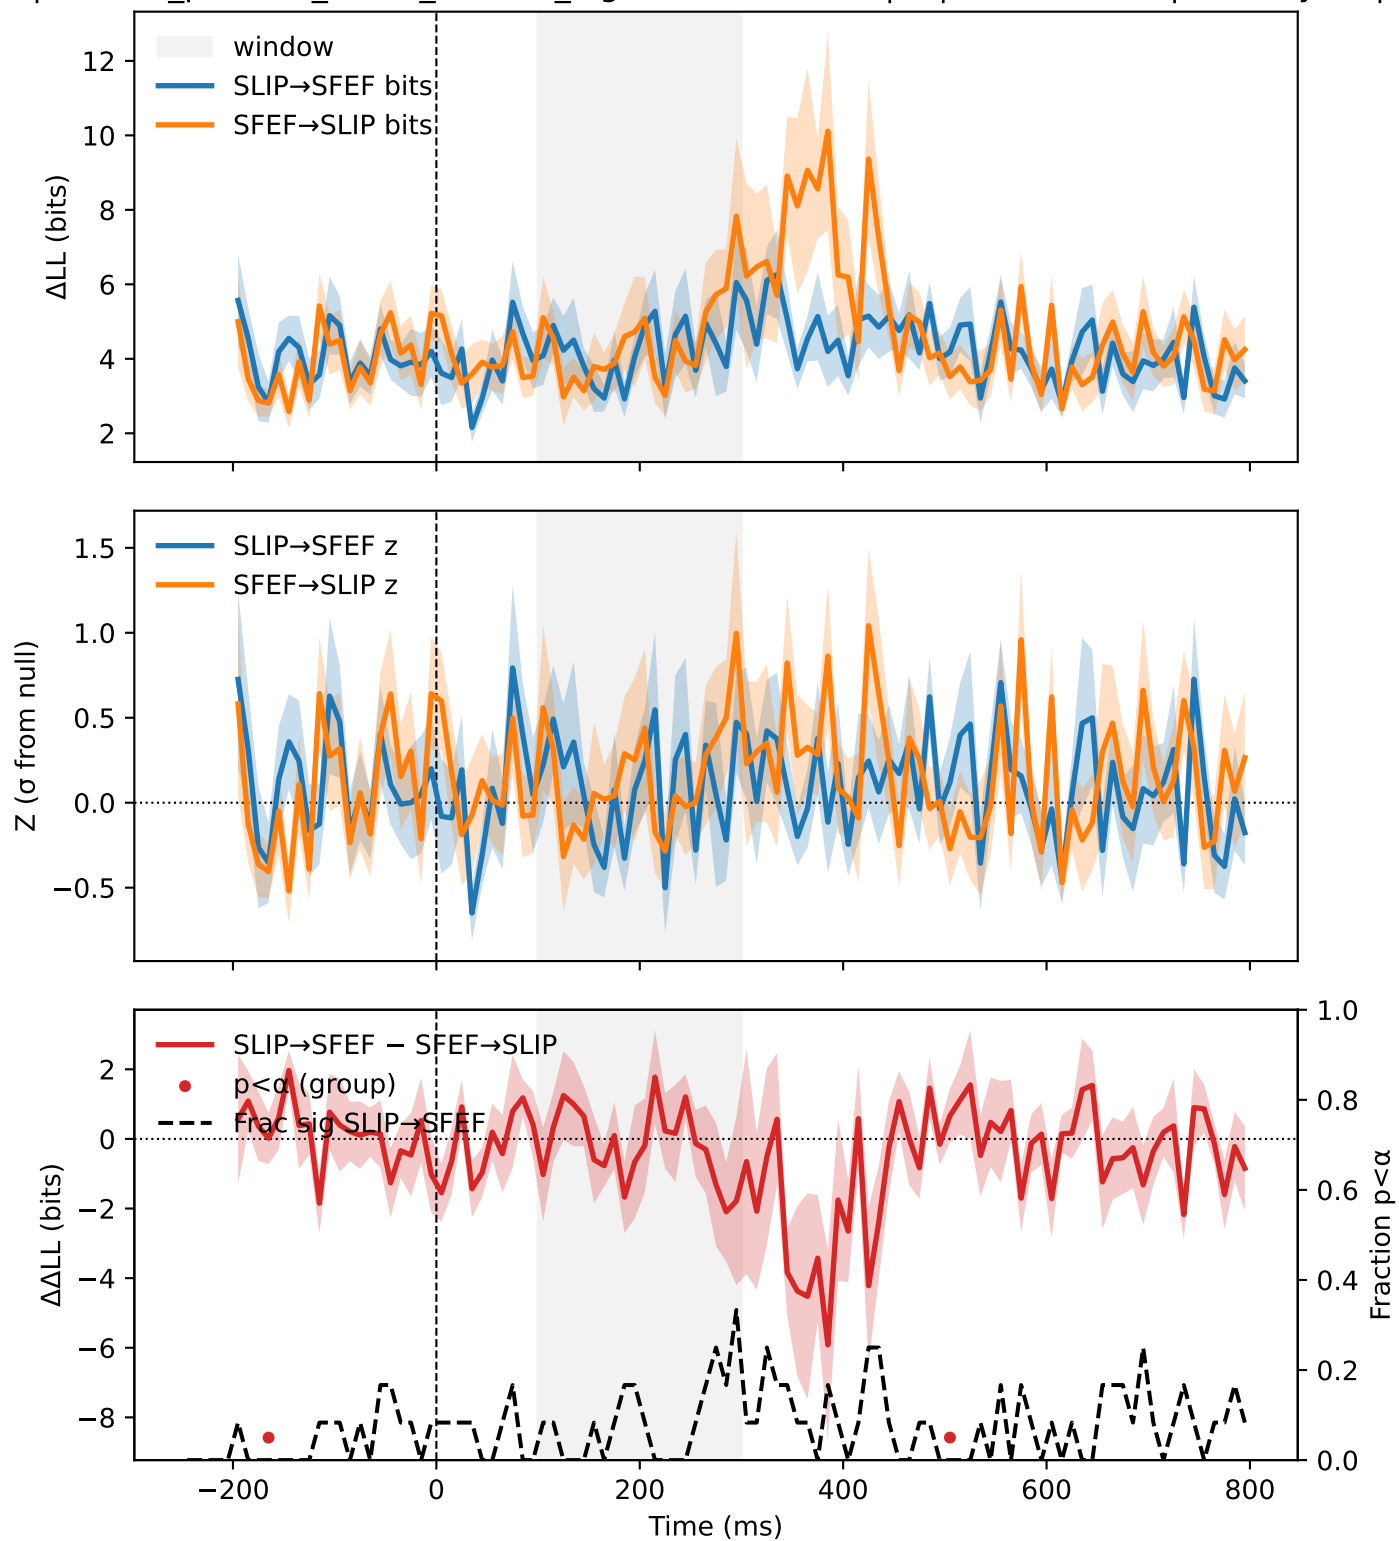 window
SLIP→SFEF bits
SFEF→SLIP bits
ΔLL (bits)
12
10
8
6
4
2
SLIP→SFEF z
SFEF→SLIP z
Z (σ from null)
1.5
1.0
0.5
0.0
−0.5
SLIP→SFEF − SFEF→SLIP
p<α (group)
Frac sig SLIP→SFEF
ΔΔLL (bits)
2
0
−2
−4
−6
−8
1.0
0.8
0.6
0.4
0.2
0.0
Fraction p<α
−200
0
200
400
600
800
Time (ms)